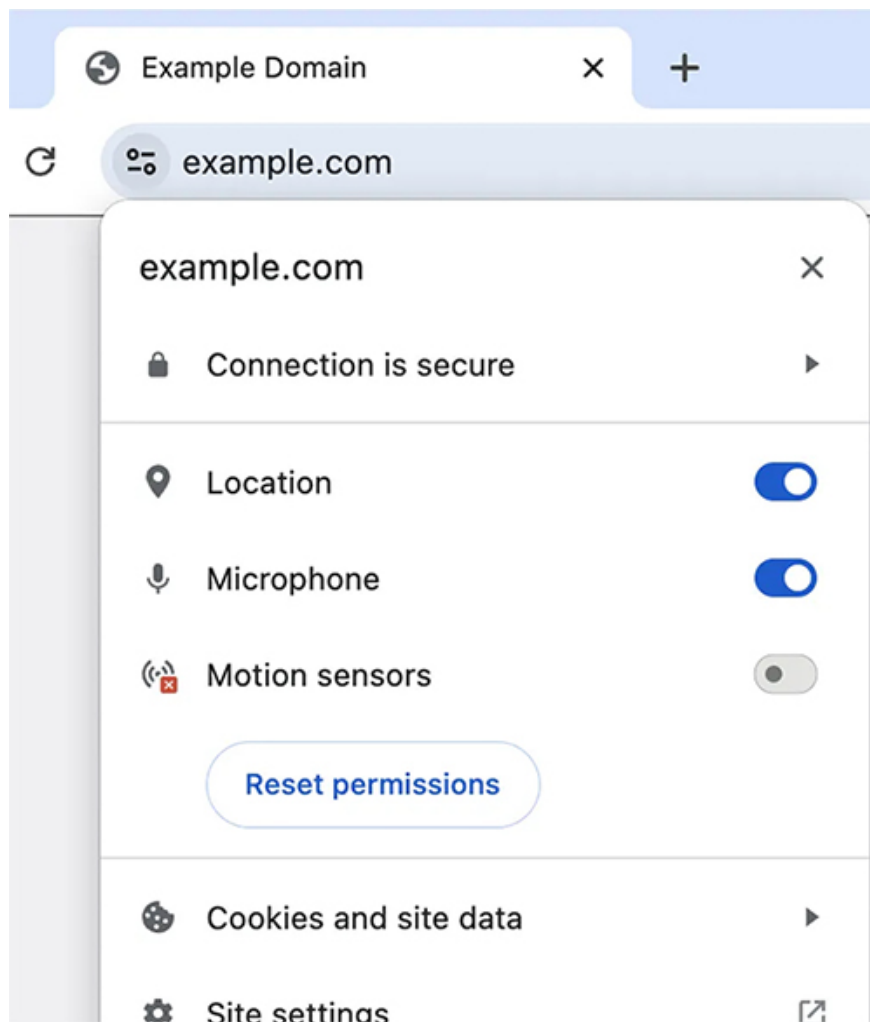 Example Domain
example.com
example.com
Connection is secure
Location
Microphone
Motion sensors
Reset permissions
Cookies and site data
Site settings